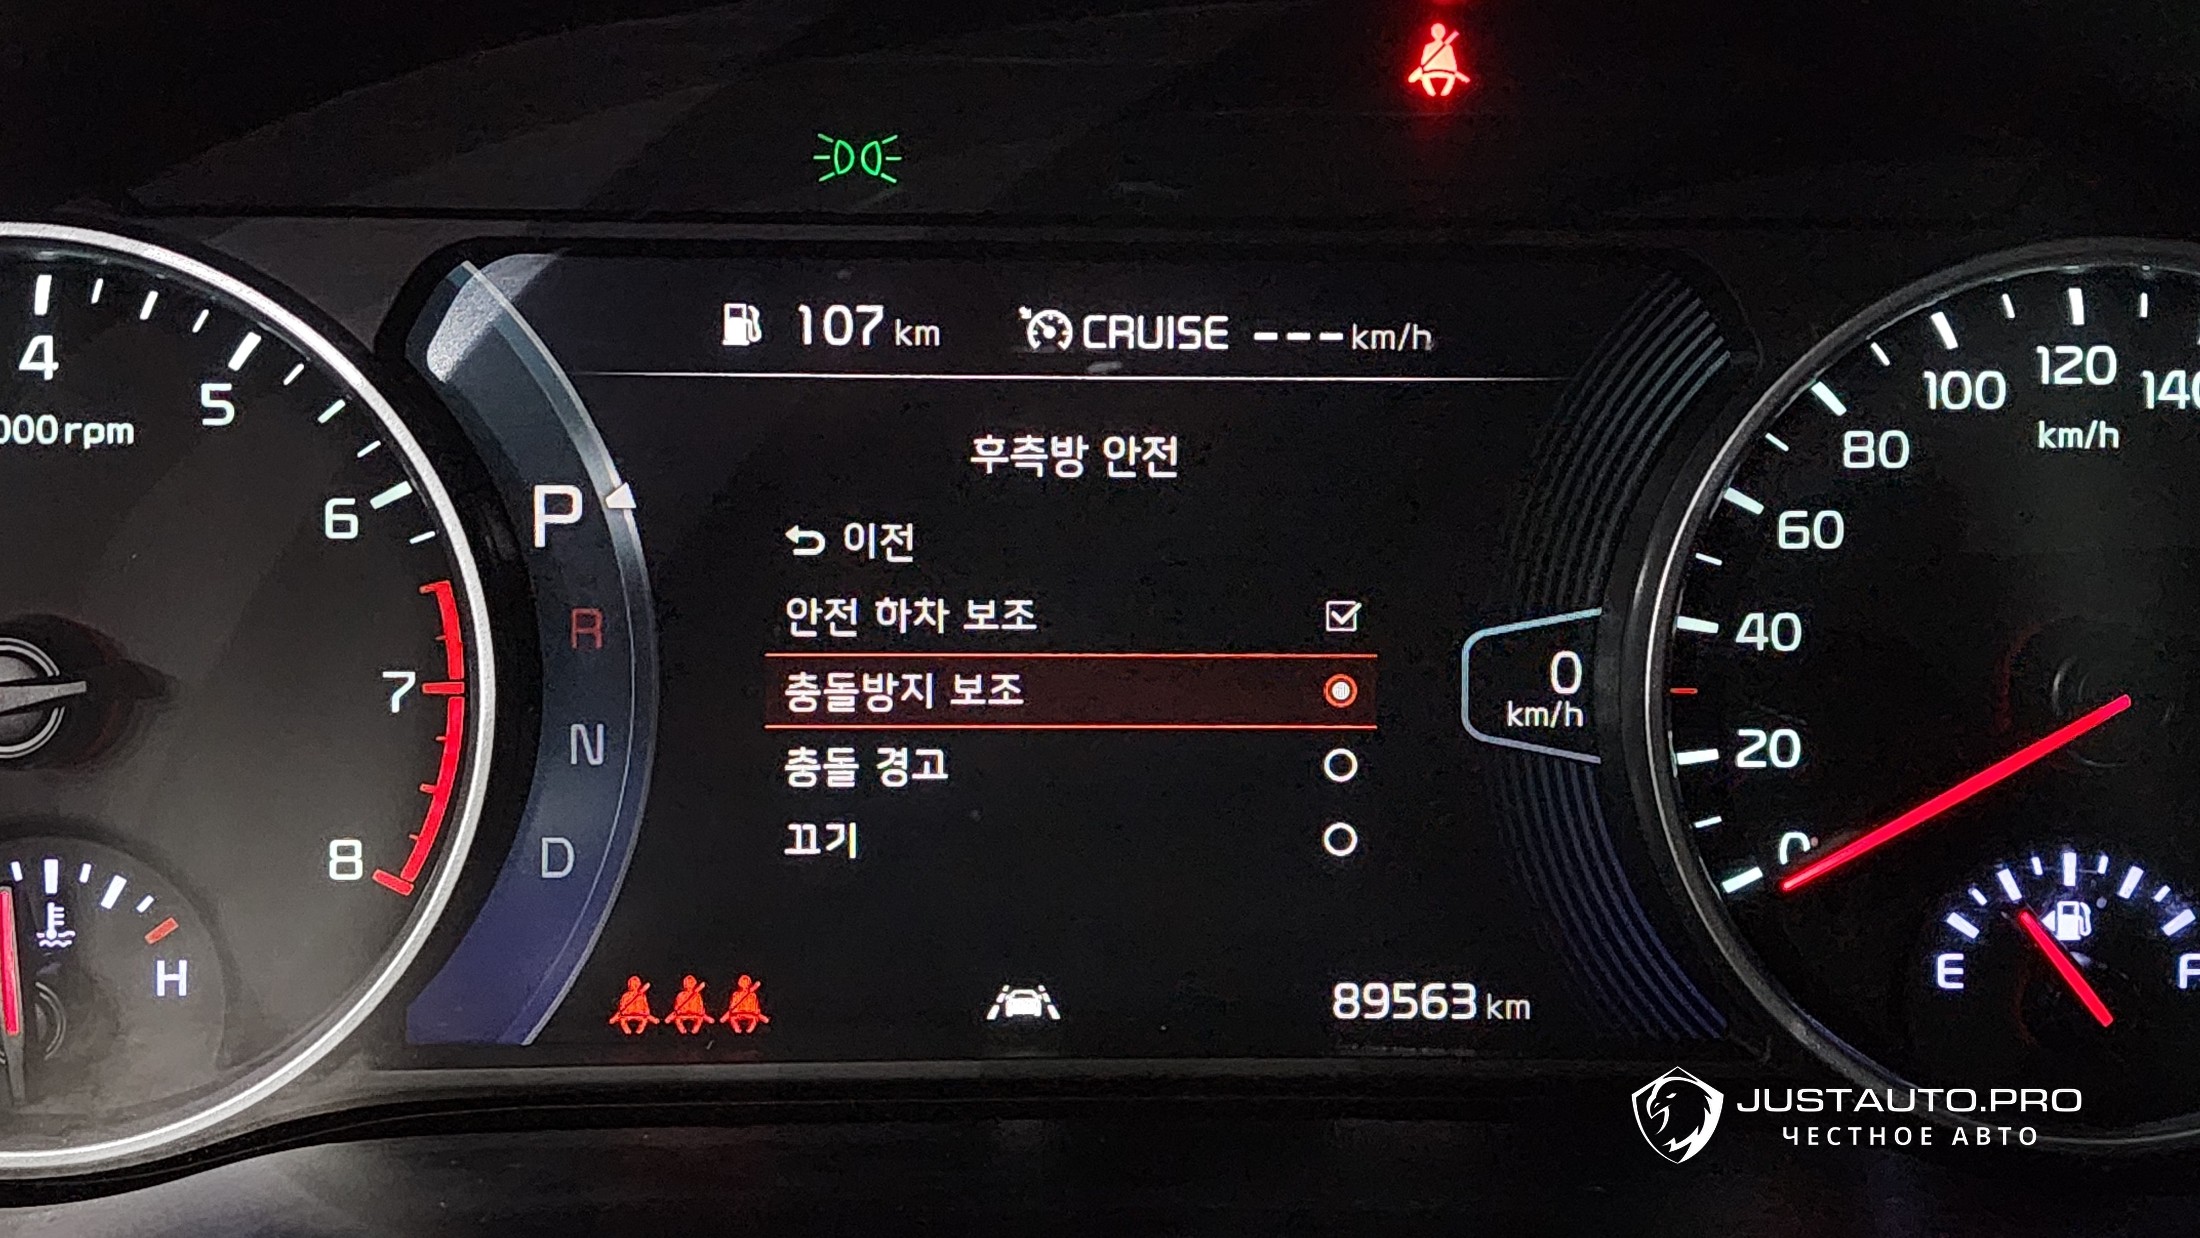 107 km CRUISE ---km/h
후측방 안전
이전
안전 하차 보조
충돌방지 보조
충돌 경고
끄기
P
R
N
D
0
km/h
89563 km
4
5
000 rpm
6
7
8
H
0
20
40
60
80
100
120
km/h
E
JUSTAUTO.PRO
ЧЕСТНОЕ АВТО